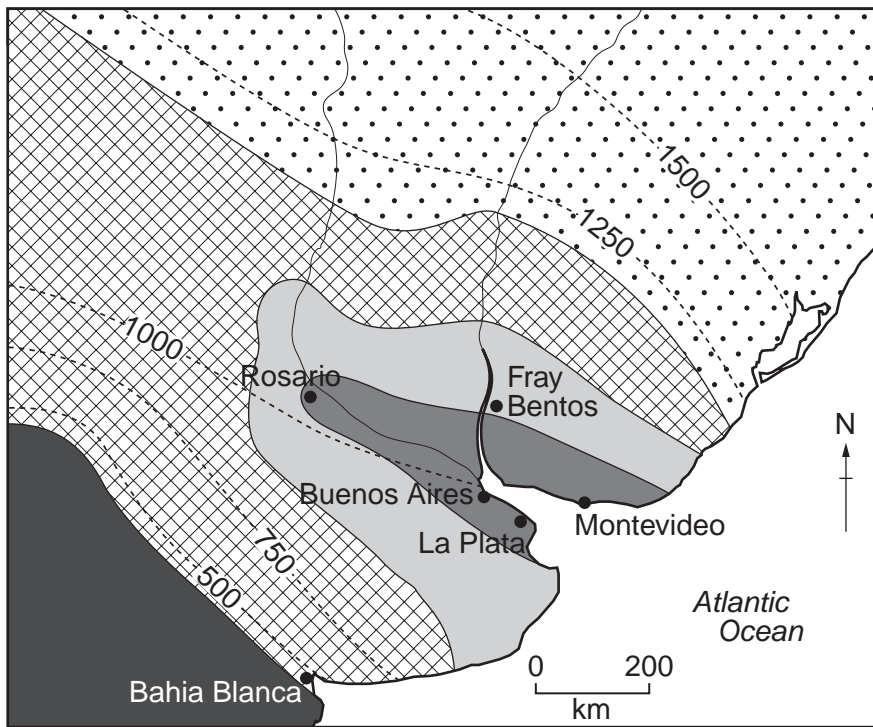 1500
1250
1000
Rosario
Fray
Bentos
N
Buenos Aires
Montevideo
La Plata
750
500
Atlantic
Ocean
0 200
km
Bahia Blanca